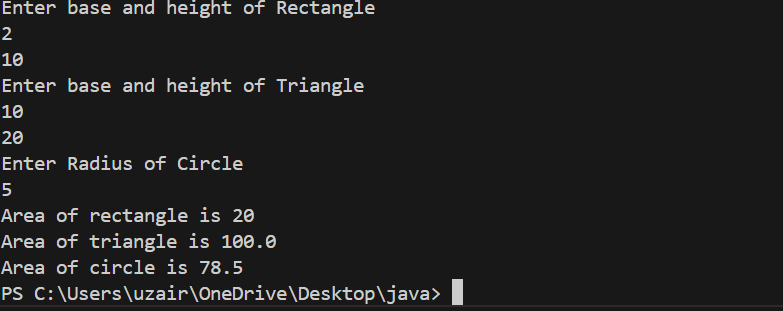 Enter base and height of Rectangle
2
10
Enter base and height of Triangle
10
20
Enter Radius of Circle
5
Area of rectangle is 20
Area of triangle is 100.0
Area of circle is 78.5
PS C:\Users\uzair\OneDrive\Desktop\java>